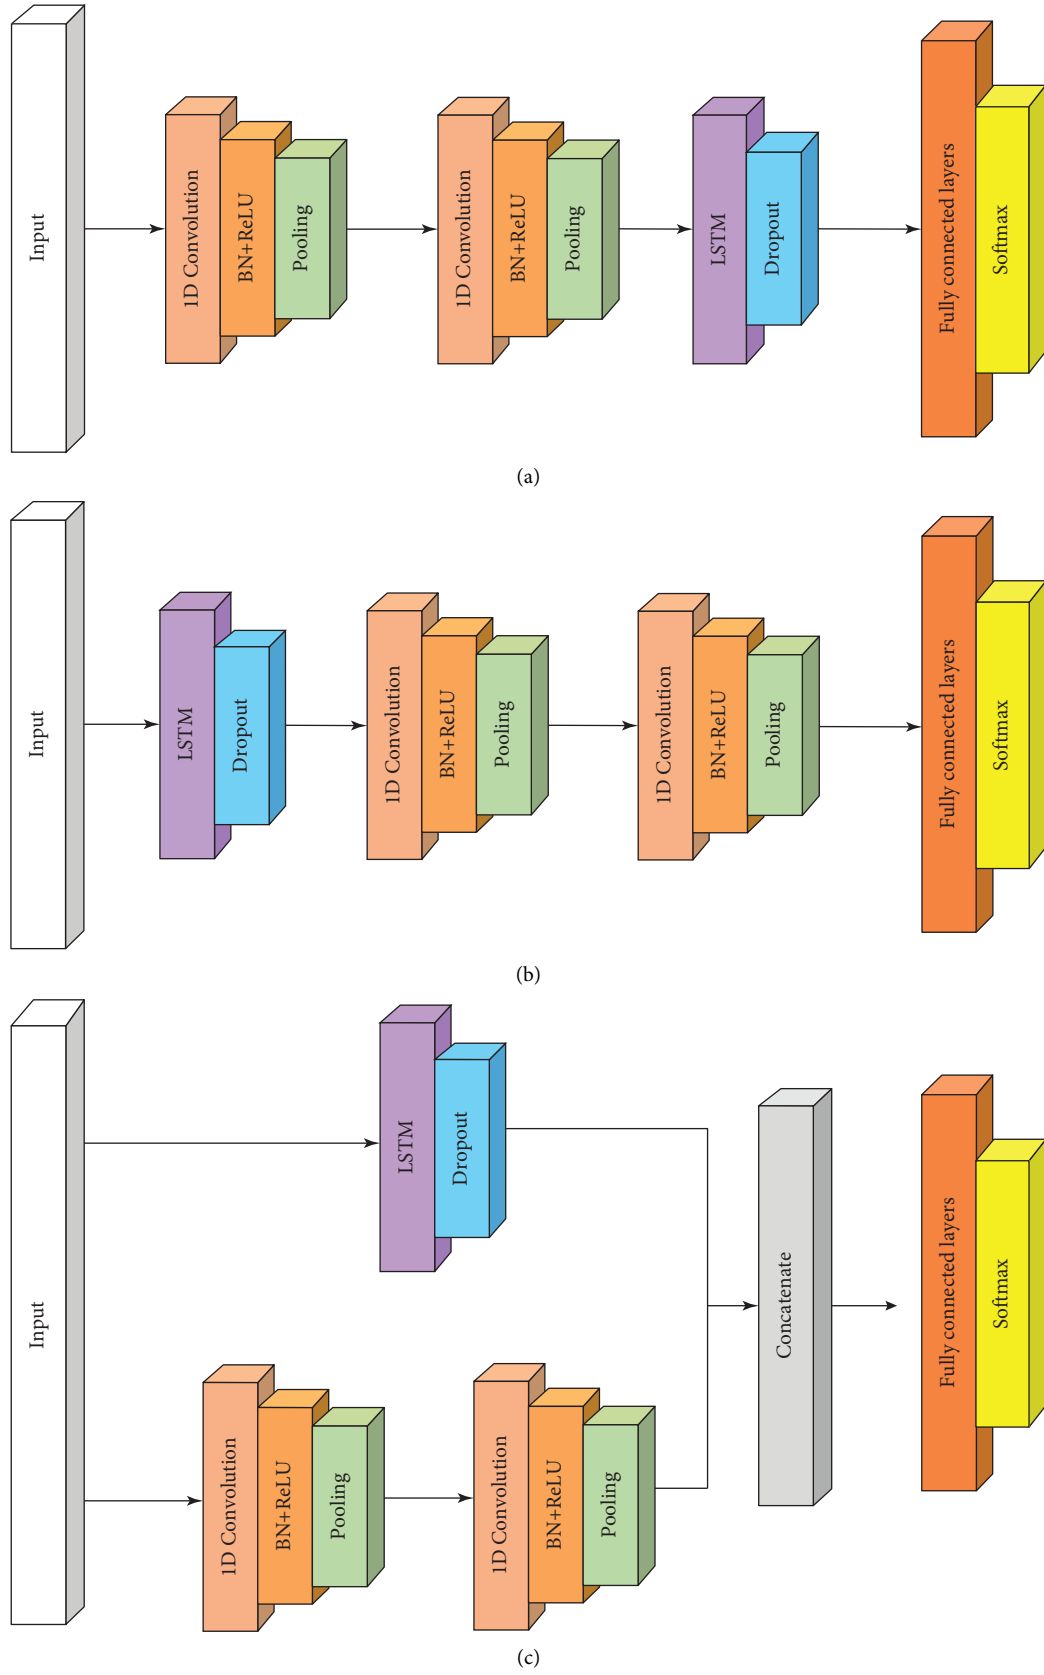 Input
1D Convolution
BN+ReLU
Pooling
1D Convolution
BN+ReLU
Pooling
LSTM
Dropout
Fully connected layers
Softmax
(a)
Input
LSTM
Dropout
1D Convolution
BN+ReLU
Pooling
1D Convolution
BN+ReLU
Pooling
Fully connected layers
Softmax
(b)
Input
LSTM
Dropout
1D Convolution
BN+ReLU
Pooling
1D Convolution
BN+ReLU
Pooling
Concatenate
Fully connected layers
Softmax
(c)